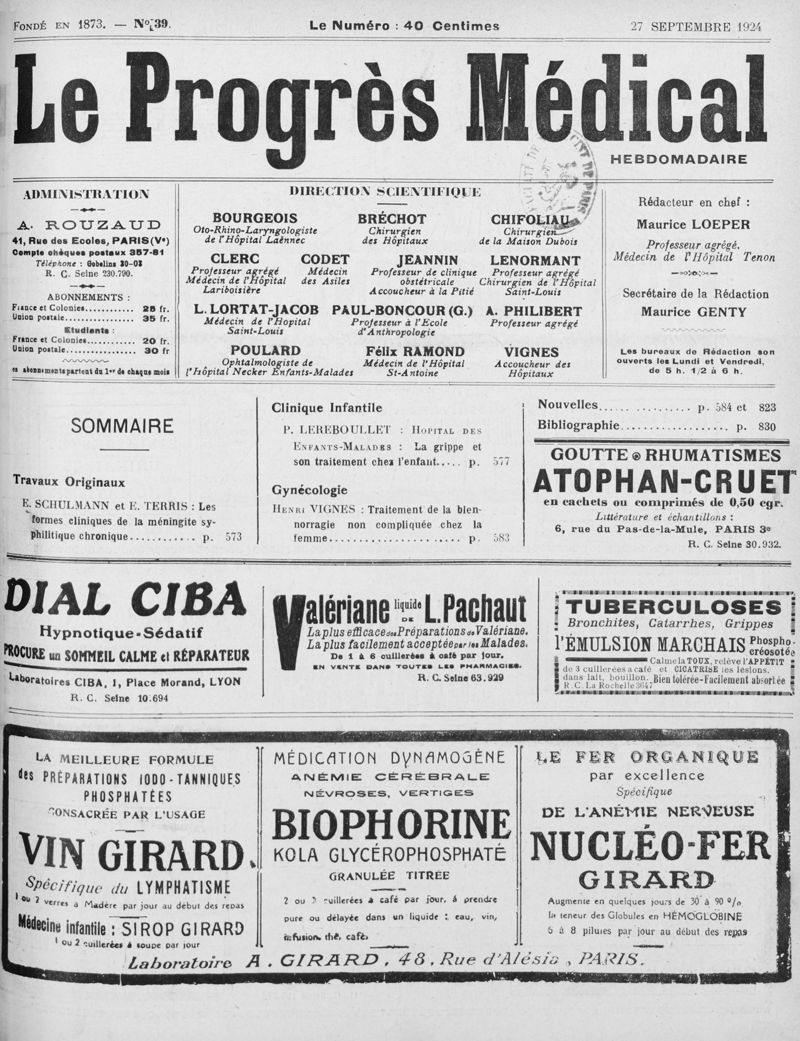 FONDÉ EN 1873. — No 39.
Le Numéro : 40 Centimes
27 SEPTEMBRE 1924
Le Progrès Médical
HEBDOMADAIRE
ADMINISTRATION
A. ROUZAUD
41, Rue des Ecoles, PARIS (Ve)
Compte chèques postaux 357-81
Téléphone : Gobelins 30-03
R. C. Seine 230.790.
ABONNEMENTS :
France et Colonies 25 fr.
Union postale 35 fr.
Etudiants :
France et Colonies 20 fr.
Union postale 30 fr
Les abonnements partent du 1er de chaque mois
DIRECTION SCIENTIFIQUE
BOURGEOIS
Oto-Rhino-Laryngologiste
de l'Hôpital Laënnec
BRÉCHOT
Chirurgien
des Hôpitaux
CHIFOLIAU
Chirurgien
de la Maison Dubois
CLERC
Professeur agrégé
Médecin de l'Hôpital
Lariboisière
CODET
Médecin
des Asiles
JEANNIN
Professeur de clinique
obstétricale
Accoucheur à la Pitié
LENORMANT
Professeur agrégé
Chirurgien de l'Hôpital
Saint-Louis
L. LORTAT-JACOB
Médecin de l'Hopital
Saint-Louis
PAUL-BONCOUR (G.)
Professeur à l'Ecole
d'Anthropologie
A. PHILIBERT
Professeur agrégé
POULARD
Ophtalmologiste de
l'Hôpital Necker Enfants-Malades
Félix RAMOND
Médecin de l'Hôpital
St-Antoine
VIGNES
Accoucheur des
Hôpitaux
Rédacteur en chef :
Maurice LOEPER
Professeur agrégé.
Médecin de l'Hôpital Tenon
Secrétaire de la Rédaction
Maurice GENTY
Les bureaux de Rédaction son
ouverts les Lundi et Vendredi,
de 5 h. 1/2 à 6 h.
SOMMAIRE
Travaux Originaux
E. SCHULMANN et E. TERRIS : Les
formes cliniques de la méningite sy-
philitique chronique........... p. 573
Clinique Infantile
P. LEREBOULLET : HOPITAL DES
ENFANTS-MALADES : La grippe et
son traitement chez l'enfant..... p. 577
Gynécologie
HENRI VIGNES : Traitement de la blen-
norragie non compliquée chez la
femme...................... p. 583
Nouvelles............... p. 584 et 823
Bibliographie.................. p. 830
GOUTTE RHUMATISMES
ATOPHAN-CRUET
en cachets ou comprimés de 0,50 cgr.
Littérature et échantillons :
6, rue du Pas-de-la-Mule, PARIS 3e
R. C. Seine 30.932.
DIAL CIBA
Hypnotique-Sédatif
PROCURE un SOMMEIL CALME et RÉPARATEUR
Laboratoires CIBA, 1, Place Morand, LYON
R. C. Seine 10.694
Valériane liquide DE L. Pachaut
La plus efficace des Préparations de Valériane.
La plus facilement acceptée par les Malades.
De 1 à 6 cuillerées à café par jour.
EN VENTE DANS TOUTES LES PHARMACIES.
R. C. Seine 63.929
TUBERCULOSES
Bronchites, Catarrhes, Grippes
l'ÉMULSION MARCHAIS Phospho-
créosotée
Calme la TOUX, relève l'APPÉTIT
de 3 cuillerées à café et CICATRISE les lésions.
dans lait, bouillon. Bien tolérée-Facilement absorbée
R C La Rochelle 3647
LA MEILLEURE FORMULE
des PRÉPARATIONS IODO-TANNIQUES
PHOSPHATÉES
CONSACRÉE PAR L'USAGE
VIN GIRARD
Spécifique du LYMPHATISME
1 ou 2 verres à Madère par jour au début des repas
Médecine infantile : SIROP GIRARD
1 ou 2 cuillerées à soupe par jour
MÉDICATION DYNAMOGÈNE
ANÉMIE CÉRÉBRALE
NÉVROSES, VERTIGES
BIOPHORINE
KOLA GLYCÉROPHOSPHATÉ
GRANULÉE TITRÉE
2 ou 3 cuillerées à café par jour, à prendre
pure ou délayée dans un liquide : eau, vin,
infusion, thé, café
LE FER ORGANIQUE
par excellence
Spécifique
DE L'ANÉMIE NERVEUSE
NUCLÉO-FER
GIRARD
Augmente en quelques jours de 30 à 90 %
la teneur des Globules en HÉMOGLOBINE
6 à 8 pilules par jour au début des repas
Laboratoire A. GIRARD, 48, Rue d'Alésia, PARIS.